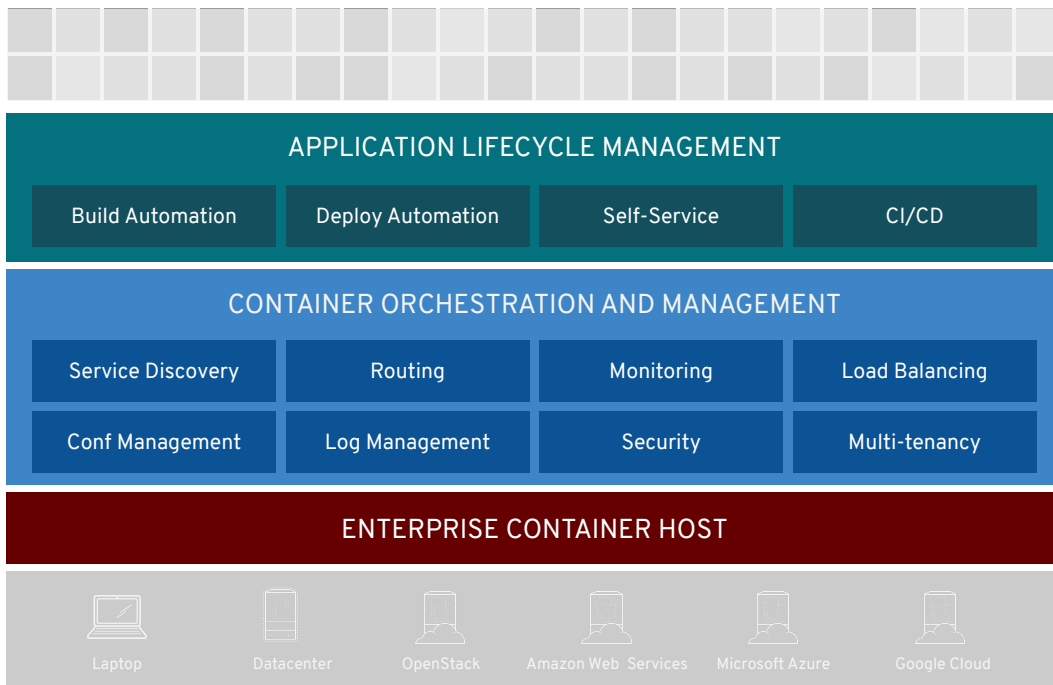 APPLICATION LIFECYCLE MANAGEMENT
Build Automation Deploy Automation Self-Service CI/CD
CONTAINER ORCHESTRATION AND MANAGEMENT
Service Discovery Routing Monitoring Load Balancing
Conf Management Log Management Security Multi-tenancy
ENTERPRISE CONTAINER HOST
Laptop Datacenter OpenStack Amazon Web Services Microsoft Azure Google Cloud